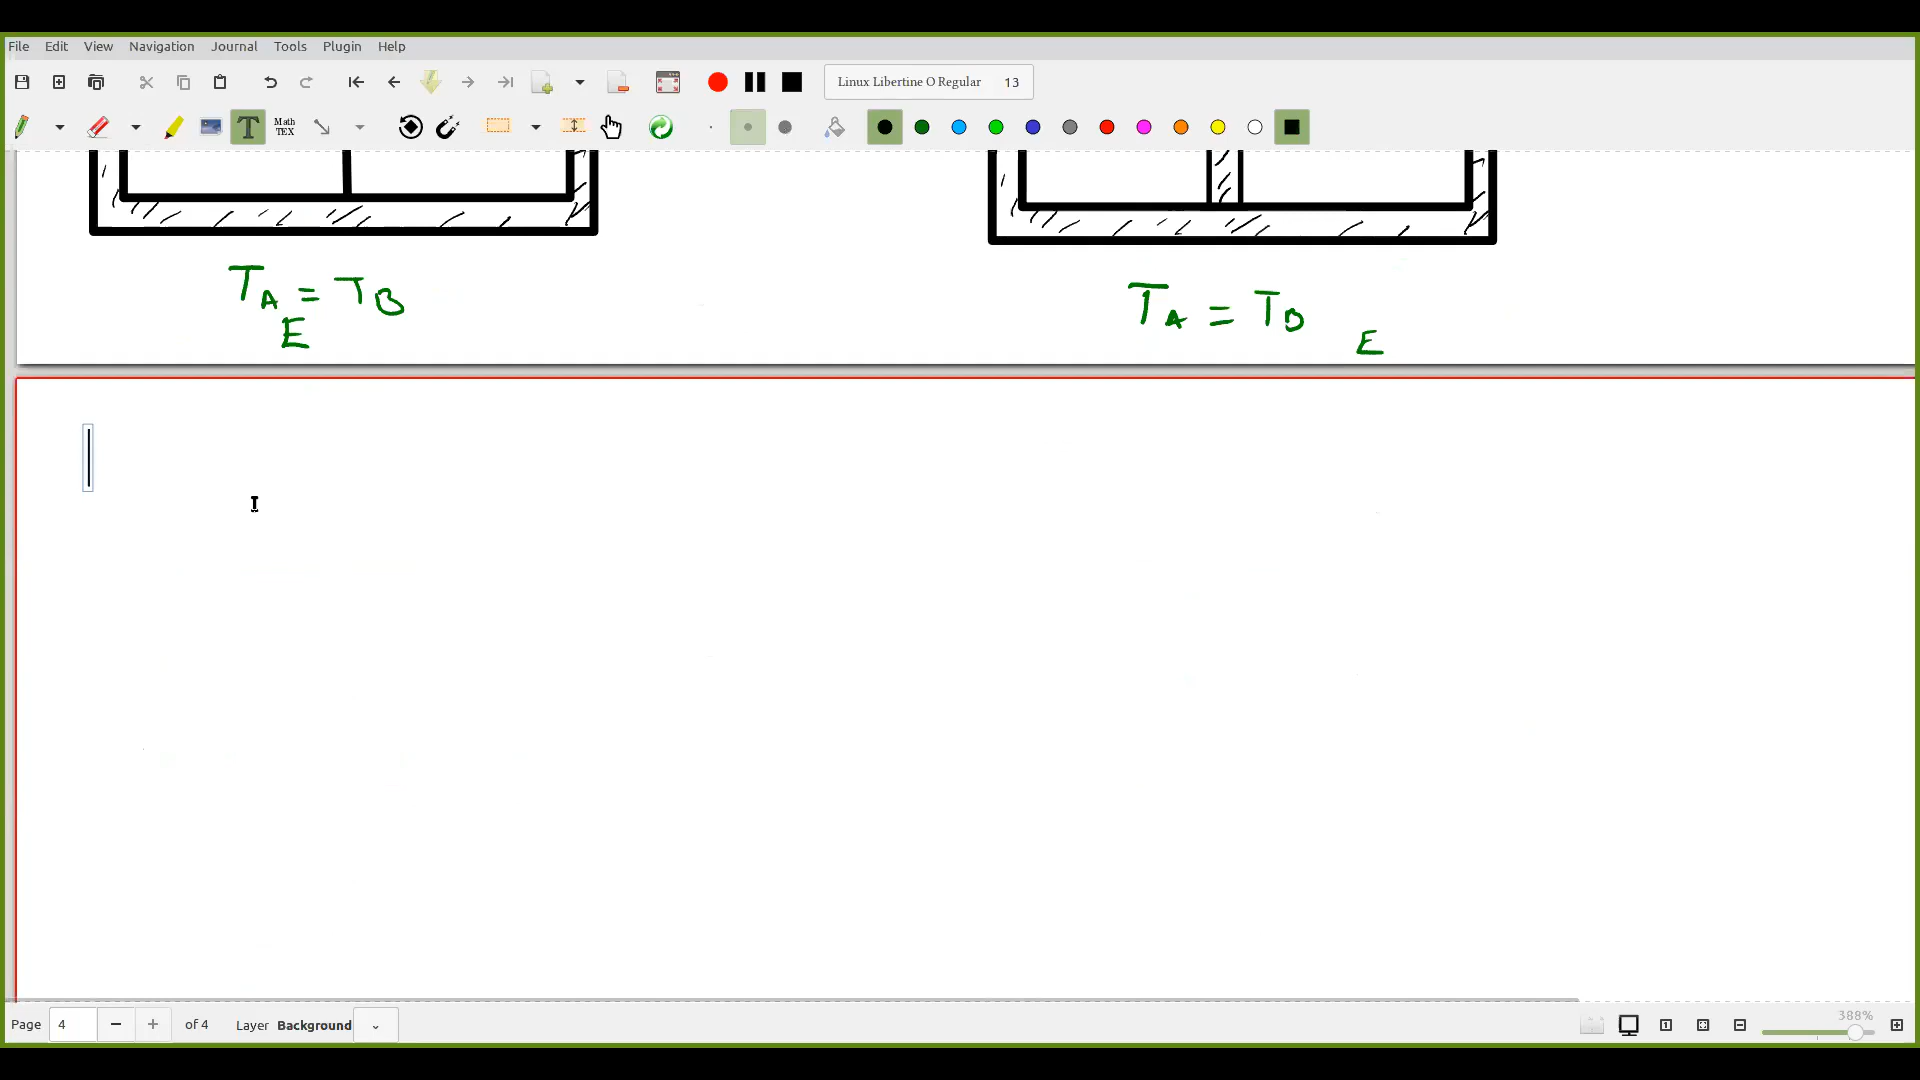 File Edit View Navigation Journal Tools Plugin Help
Linux Libertine O Regular 13
T Math TEX
T_A = T_B
E
T_A = T_B
E
Page 4 of 4 Layer Background 388%